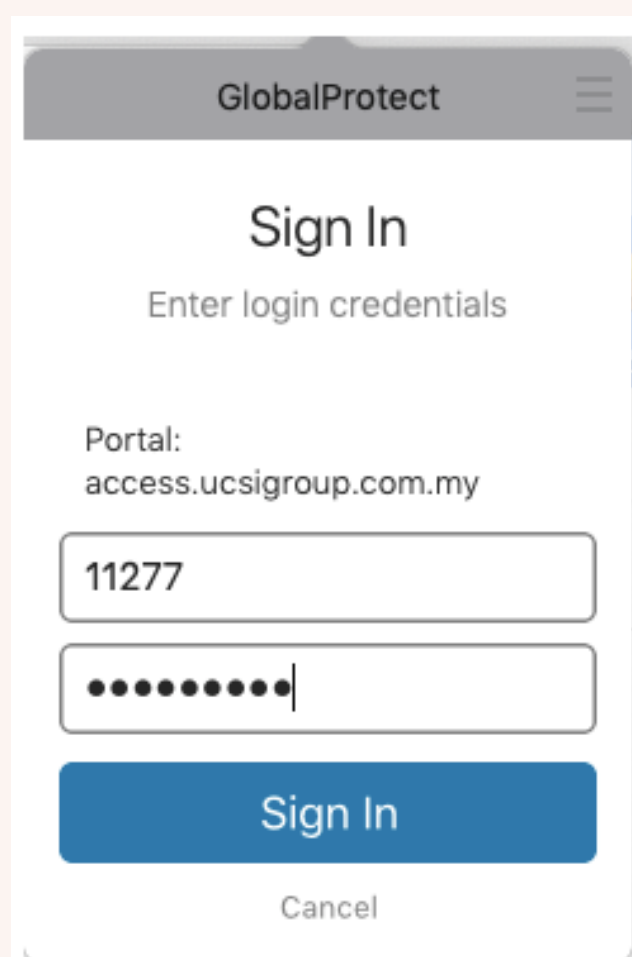 GlobalProtect
Sign In
Enter login credentials
Portal:
access.ucsigroup.com.my
11277
•••••••••
Sign In
Cancel